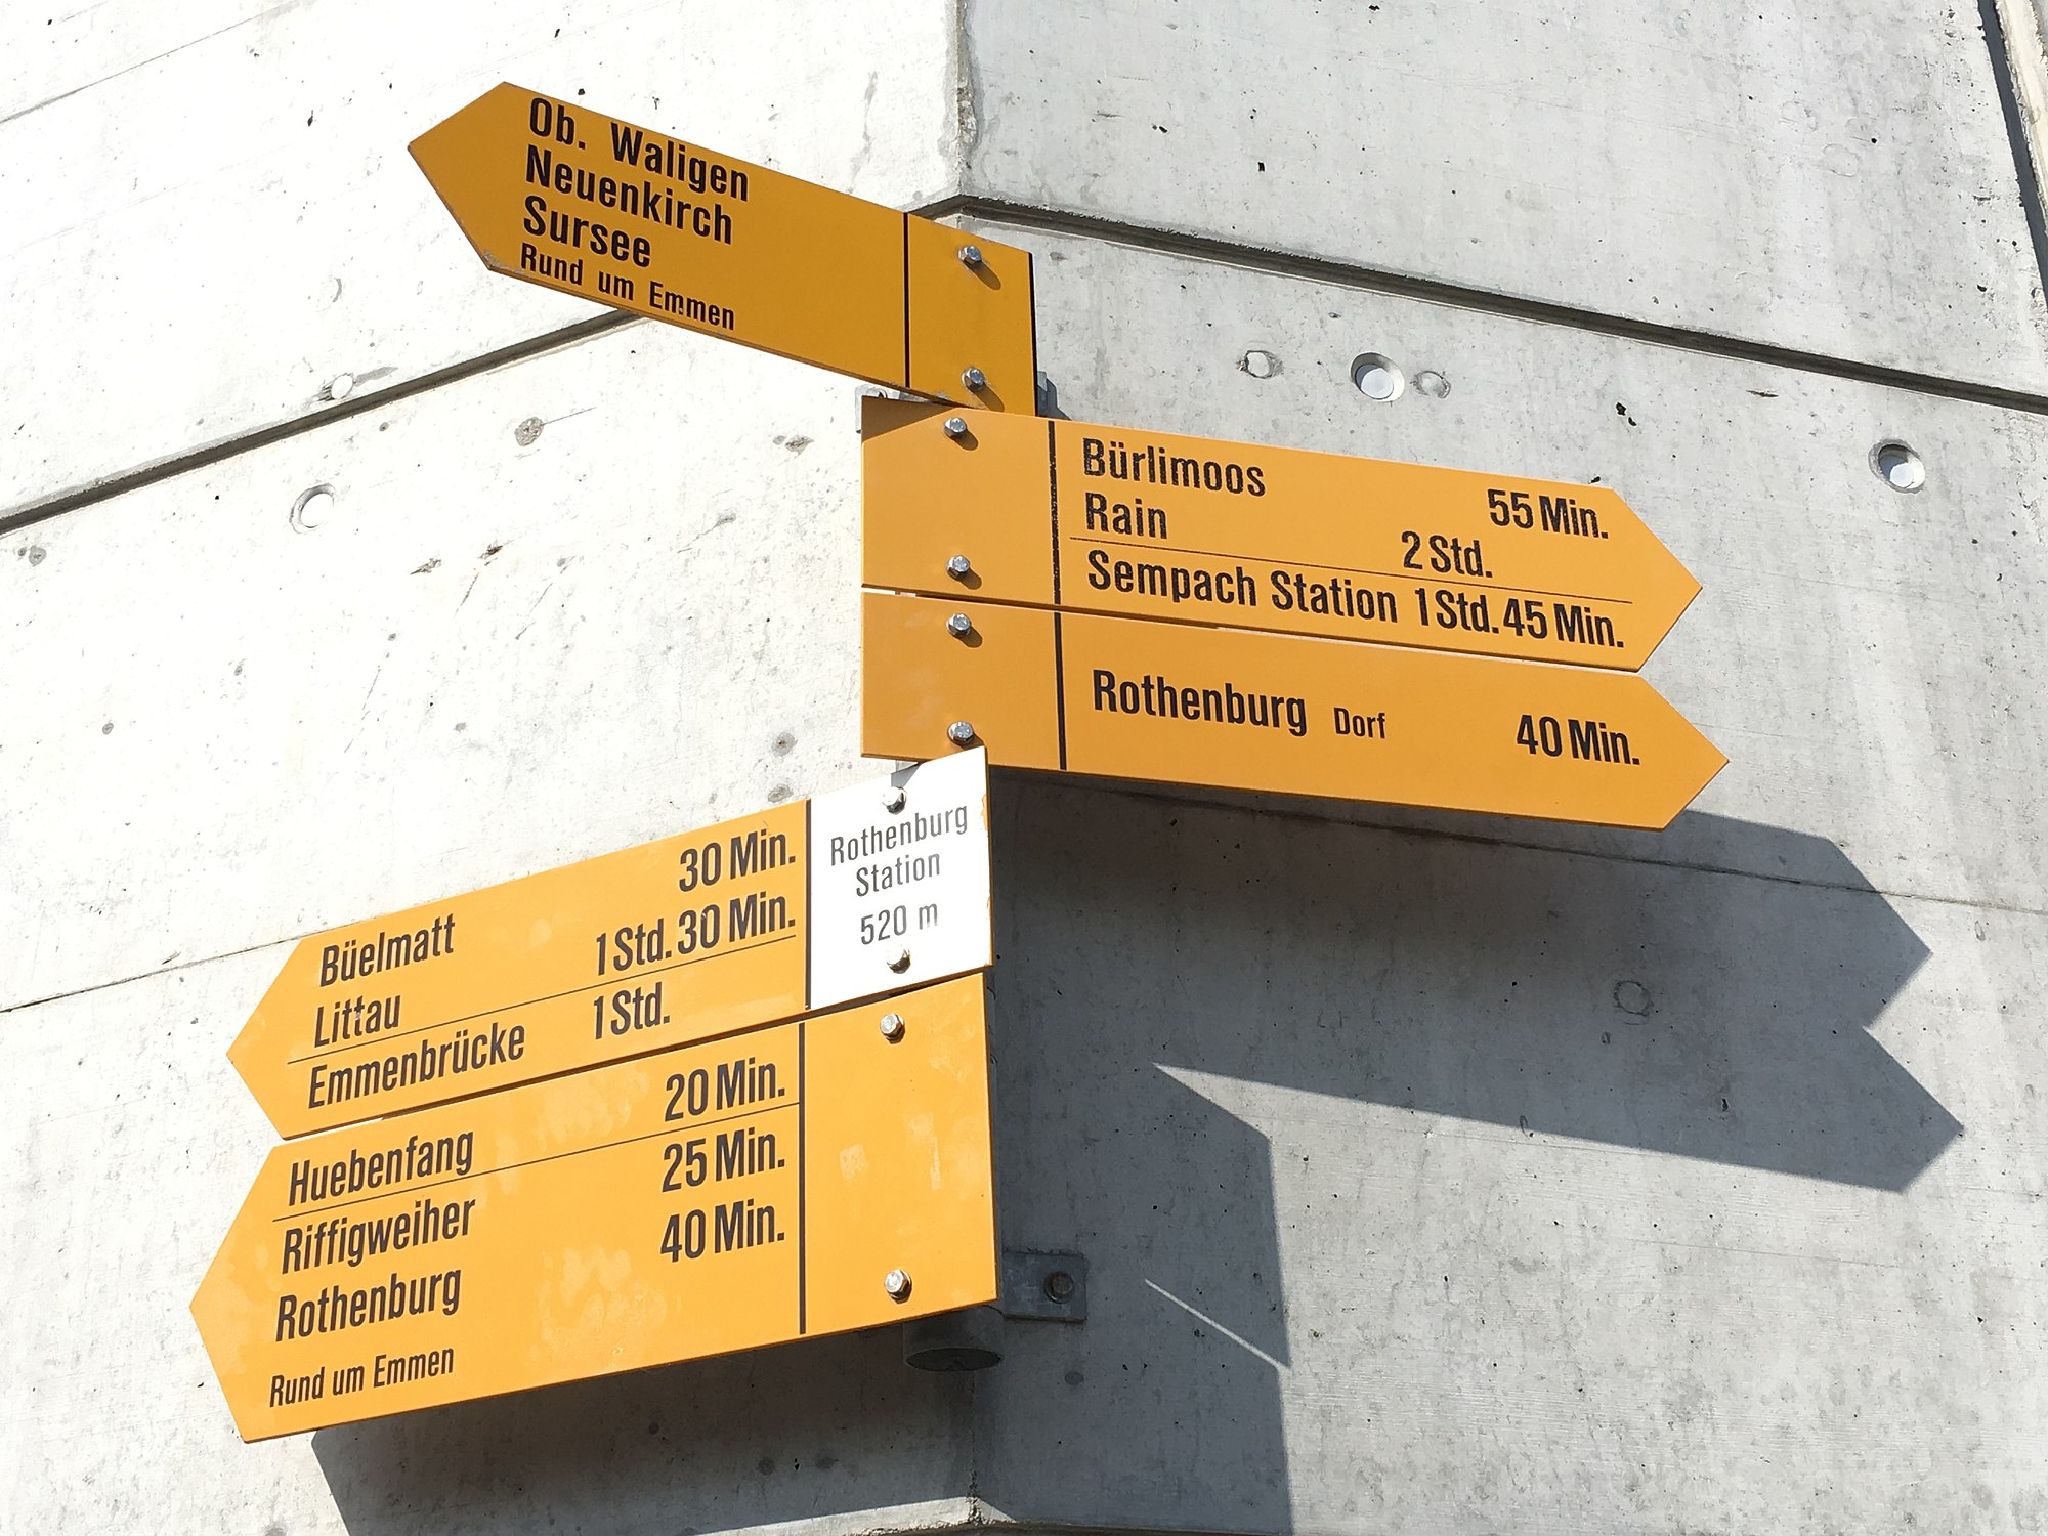 Ob. Waligen
Neuenkirch
Sursee
Rund um Emmen
Bürlimoos 55 Min.
Rain 2 Std.
Sempach Station 1 Std. 45 Min.
Rothenburg Dorf 40 Min.
Rothenburg
Station
520 m
Büelmatt 30 Min.
Littau 1 Std. 30 Min.
Emmenbrücke 1 Std.
Huebenfang 20 Min.
Riffigweiher 25 Min.
Rothenburg 40 Min.
Rund um Emmen